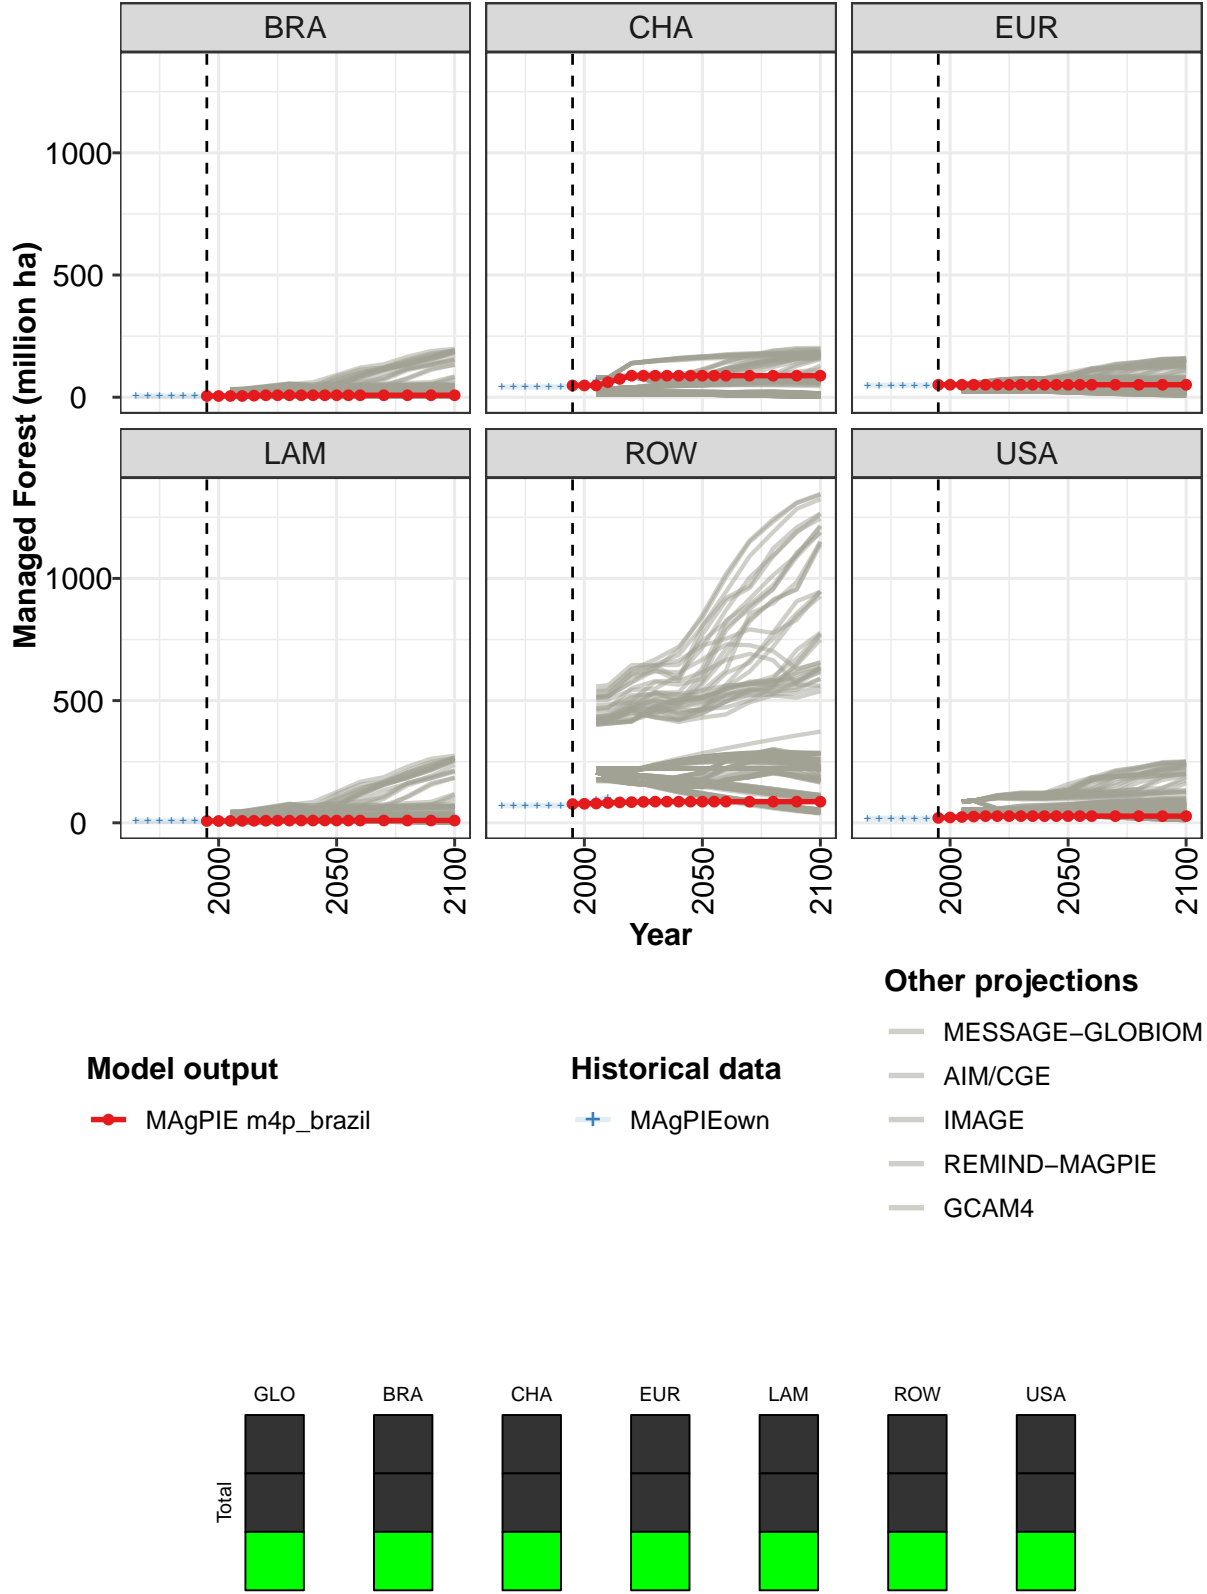 BRA CHA EUR
1000
500
0
LAM ROW USA
1000
500
0
Managed Forest (million ha)
2000 2050 2100 2000 2050 2100 2000 2050 2100
Year
Other projections
MESSAGE−GLOBIOM
AIM/CGE
IMAGE
REMIND−MAGPIE
GCAM4
Model output
MAgPIE m4p_brazil
Historical data
MAgPIEown
GLO BRA CHA EUR LAM ROW USA
Total